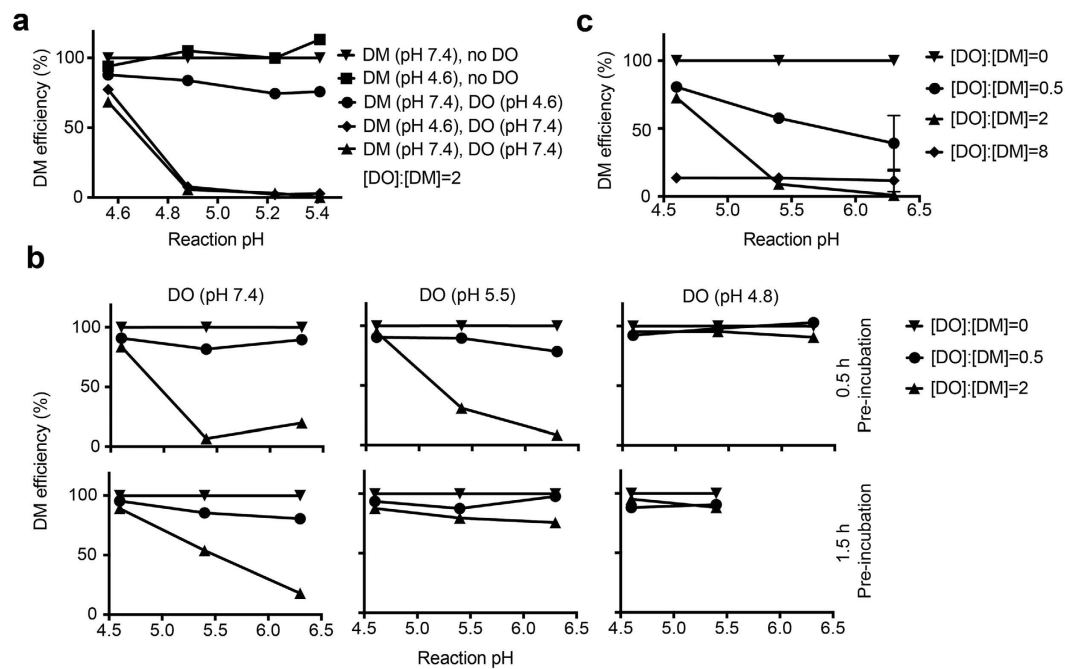 a
DM efficiency (%)
100
50
0
4.6
4.8
5.0
5.2
5.4
Reaction pH
DM (pH 7.4), no DO
DM (pH 4.6), no DO
DM (pH 7.4), DO (pH 4.6)
DM (pH 4.6), DO (pH 7.4)
DM (pH 7.4), DO (pH 7.4)
[DO]:[DM]=2
c
DM efficiency (%)
100
50
0
4.5
5.0
5.5
6.0
6.5
Reaction pH
[DO]:[DM]=0
[DO]:[DM]=0.5
[DO]:[DM]=2
[DO]:[DM]=8
b
DO (pH 7.4)
DO (pH 5.5)
DO (pH 4.8)
DM efficiency (%)
100
50
0
0.5 h
Pre-incubation
[DO]:[DM]=0
[DO]:[DM]=0.5
[DO]:[DM]=2
DM efficiency (%)
100
50
0
1.5 h
Pre-incubation
4.5
5.0
5.5
6.0
6.5
4.5
5.0
5.5
6.0
6.5
4.5
5.0
5.5
6.0
6.5
Reaction pH